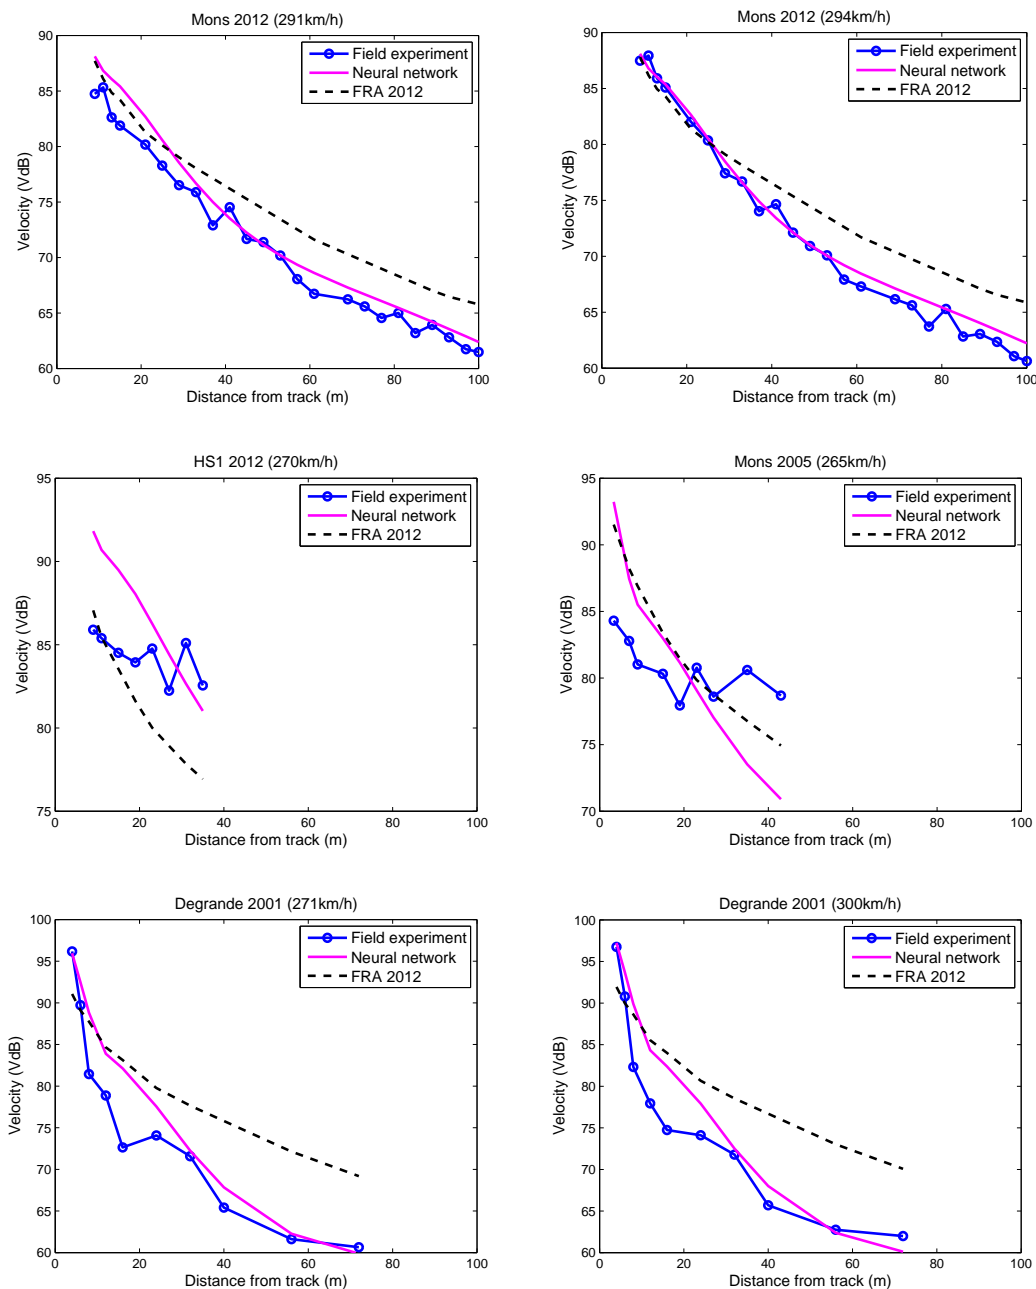 Mons 2012 (291km/h)
Velocity (VdB)
90
85
80
75
70
65
60
Field experiment
Neural network
FRA 2012
0 20 40 60 80 100
Distance from track (m)
Mons 2012 (294km/h)
Velocity (VdB)
90
85
80
75
70
65
60
Field experiment
Neural network
FRA 2012
0 20 40 60 80 100
Distance from track (m)
HS1 2012 (270km/h)
Velocity (VdB)
95
90
85
80
75
Field experiment
Neural network
FRA 2012
0 20 40 60 80 100
Distance from track (m)
Mons 2005 (265km/h)
Velocity (VdB)
95
90
85
80
75
70
Field experiment
Neural network
FRA 2012
0 20 40 60 80 100
Distance from track (m)
Degrande 2001 (271km/h)
Velocity (VdB)
100
95
90
85
80
75
70
65
60
Field experiment
Neural network
FRA 2012
0 20 40 60 80 100
Distance from track (m)
Degrande 2001 (300km/h)
Velocity (VdB)
100
95
90
85
80
75
70
65
60
Field experiment
Neural network
FRA 2012
0 20 40 60 80 100
Distance from track (m)